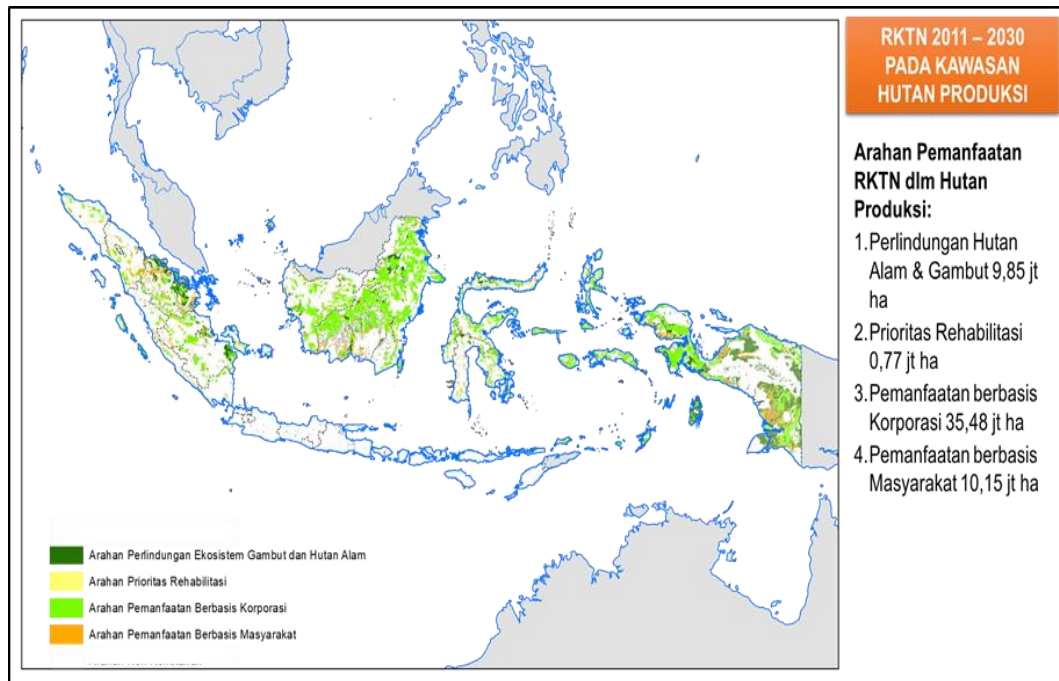 RKTN 2011 – 2030
PADA KAWASAN
HUTAN PRODUKSI
Arahan Pemanfaatan
RKTN dlm Hutan
Produksi:
1.Perlindungan Hutan
Alam & Gambut 9,85 jt
ha
2.Prioritas Rehabilitasi
0,77 jt ha
3.Pemanfaatan berbasis
Korporasi 35,48 jt ha
4.Pemanfaatan berbasis
Masyarakat 10,15 jt ha
Arahan Perlindungan Ekosistem Gambut dan Hutan Alam
Arahan Prioritas Rehabilitasi
Arahan Pemanfaatan Berbasis Korporasi
Arahan Pemanfaatan Berbasis Masyarakat